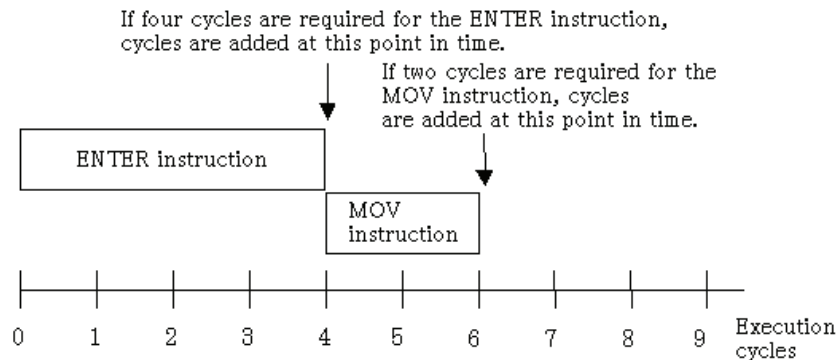 If four cycles are required for the ENTER instruction,
cycles are added at this point in time.
If two cycles are required for the
MOV instruction, cycles
are added at this point in time.
ENTER instruction
MOV
instruction
0 1 2 3 4 5 6 7 8 9 Execution
cycles